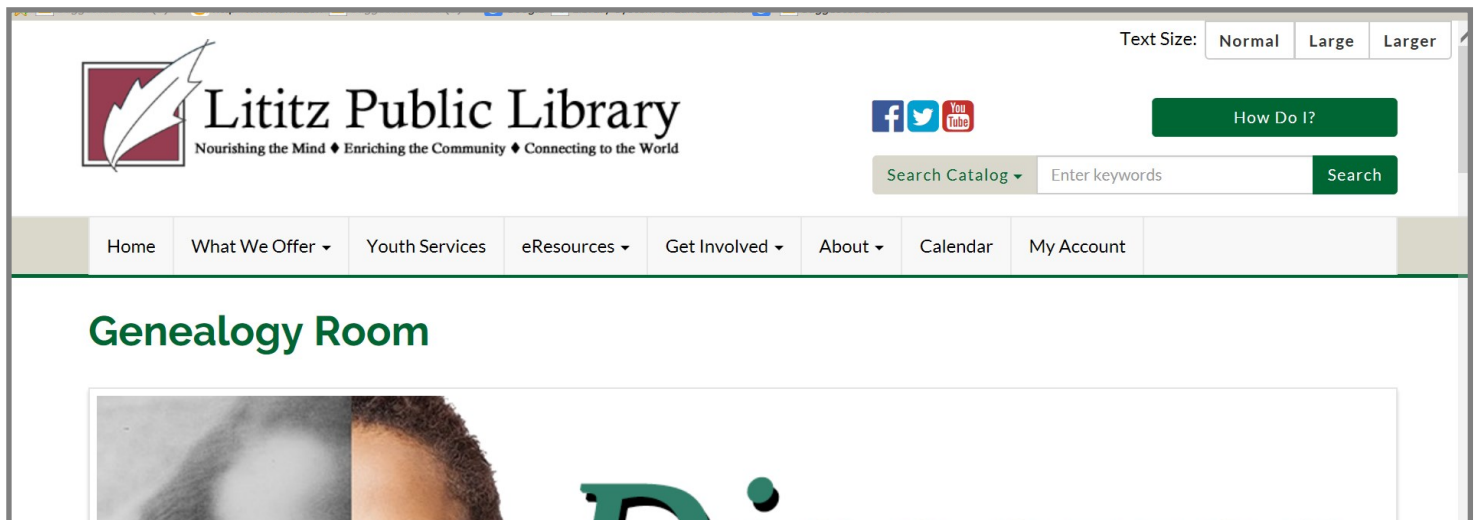 Text Size: Normal Large Larger
Lititz Public Library
Nourishing the Mind ♦ Enriching the Community ♦ Connecting to the World
You
Tube
How Do I?
Search Catalog Enter keywords Search
Home What We Offer Youth Services eResources Get Involved About Calendar My Account
Genealogy Room